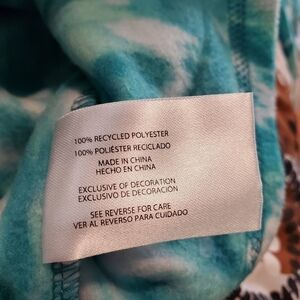 100% RECYCLED POLYESTER
100% POLIÉSTER RECICLADO
MADE IN CHINA
HECHO EN CHINA
EXCLUSIVE OF DECORATION
EXCLUSIVO DE DECORACIÓN
SEE REVERSE FOR CARE
VER AL REVERSO PARA CUIDADO